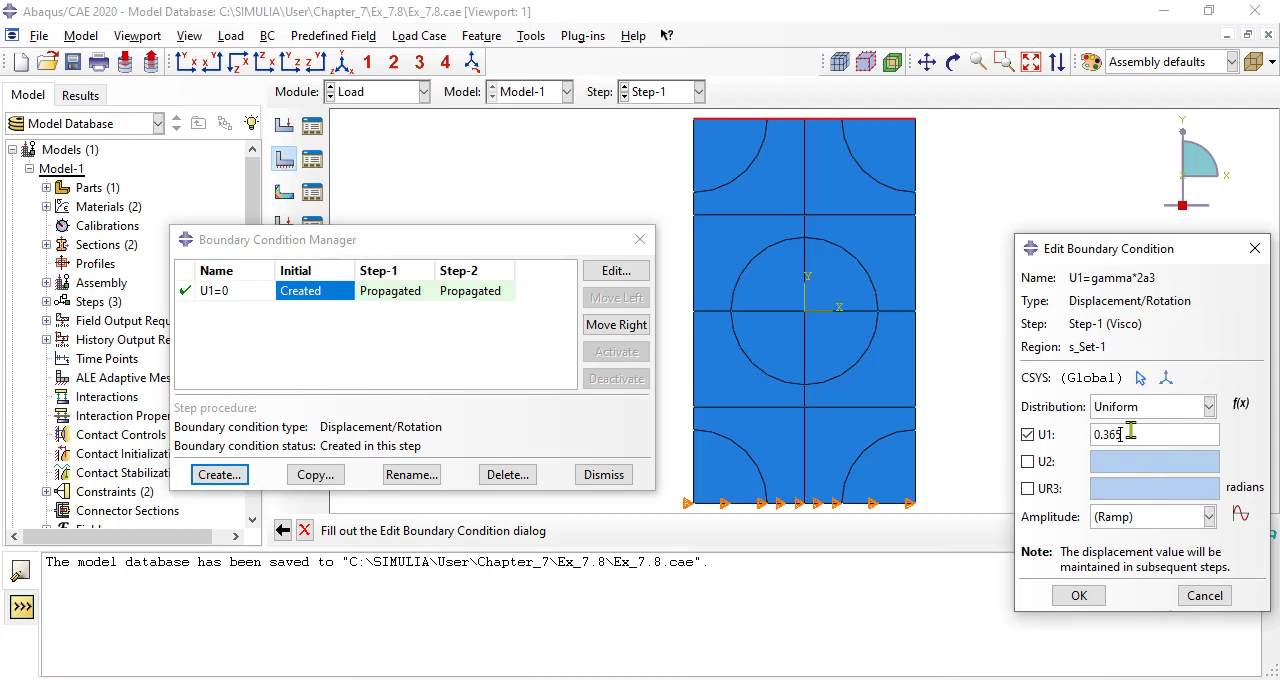 Abaqus/CAE 2020 - Model Database: C:\SIMULIA\User\Chapter_7\Ex_7.8\Ex_7.8.cae [Viewport: 1]
File Model Viewport View Load BC Predefined Field Load Case Feature Tools Plug-ins Help
1 2 3 4 Assembly defaults
Model Results Module: Load Model: Model-1 Step: Step-1
Model Database
Models (1)
Model-1
Parts (1)
Materials (2)
Calibrations
Sections (2)
Profiles
Assembly
Steps (3)
Field Output Requ
History Output Re
Time Points
ALE Adaptive Mes
Interactions
Interaction Proper
Contact Controls
Contact Initializati
Contact Stabilizati
Constraints (2)
Connector Sections
Boundary Condition Manager
Name Initial Step-1 Step-2
U1=0 Created Propagated Propagated
Edit...
Move Left
Move Right
Activate
Deactivate
Step procedure:
Boundary condition type: Displacement/Rotation
Boundary condition status: Created in this step
Create... Copy... Rename... Delete... Dismiss
Y
X
Y
X
Z
Edit Boundary Condition
Name: U1=gamma*2a3
Type: Displacement/Rotation
Step: Step-1 (Visco)
Region: s_Set-1
CSYS: (Global)
Distribution: Uniform f(x)
U1: 0.365
U2:
UR3: radians
Amplitude: (Ramp)
Note: The displacement value will be
maintained in subsequent steps.
OK Cancel
Fill out the Edit Boundary Condition dialog
The model database has been saved to "C:\SIMULIA\User\Chapter_7\Ex_7.8\Ex_7.8.cae".
>>>